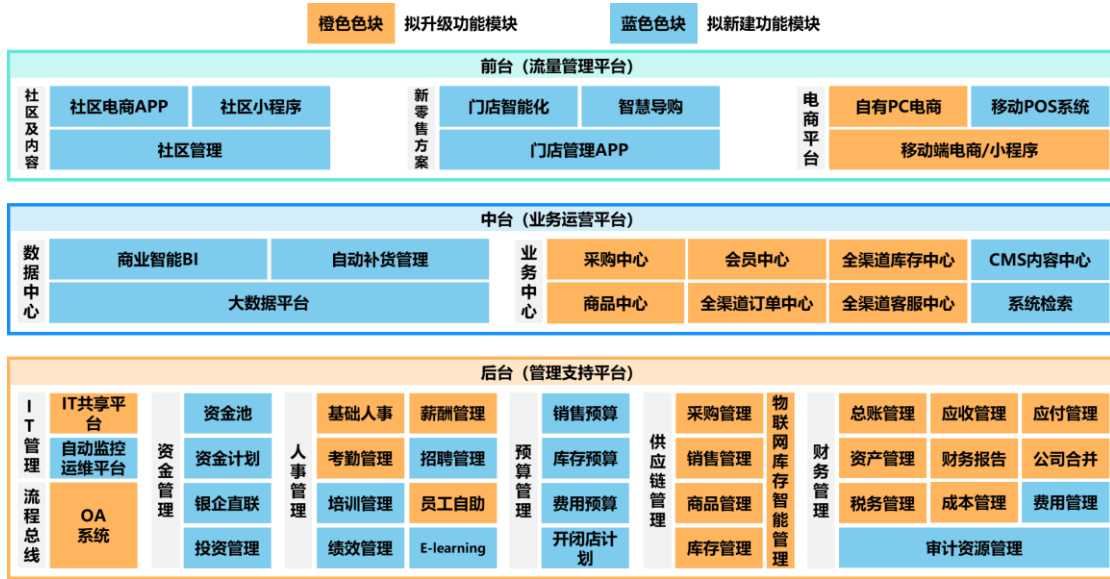 橙色色块 拟升级功能模块 蓝色色块 拟新建功能模块
前台（流量管理平台）
社区及内容
社区电商APP 社区小程序
社区管理
新零售方案
门店智能化 智慧导购
门店管理APP
电商平台
自有PC电商 移动POS系统
移动端电商/小程序
中台（业务运营平台）
数据中心
商业智能BI 自动补货管理
大数据平台
业务中心
采购中心 会员中心 全渠道库存中心 CMS内容中心
商品中心 全渠道订单中心 全渠道客服中心 系统检索
后台（管理支持平台）
IT管理
IT共享平
台
自动监控
运维平台
流程总线
OA
系统
资金管理
资金池
资金计划
银企直联
投资管理
人事管理
基础人事 薪酬管理
考勤管理 招聘管理
培训管理 员工自助
绩效管理 E-learning
预算管理
销售预算
库存预算
费用预算
开闭店计
划
供应链管理
采购管理
销售管理
商品管理
库存管理
物联网库存智能管理
财务管理
总账管理 应收管理 应付管理
资产管理 财务报告 公司合并
税务管理 成本管理 费用管理
审计资源管理